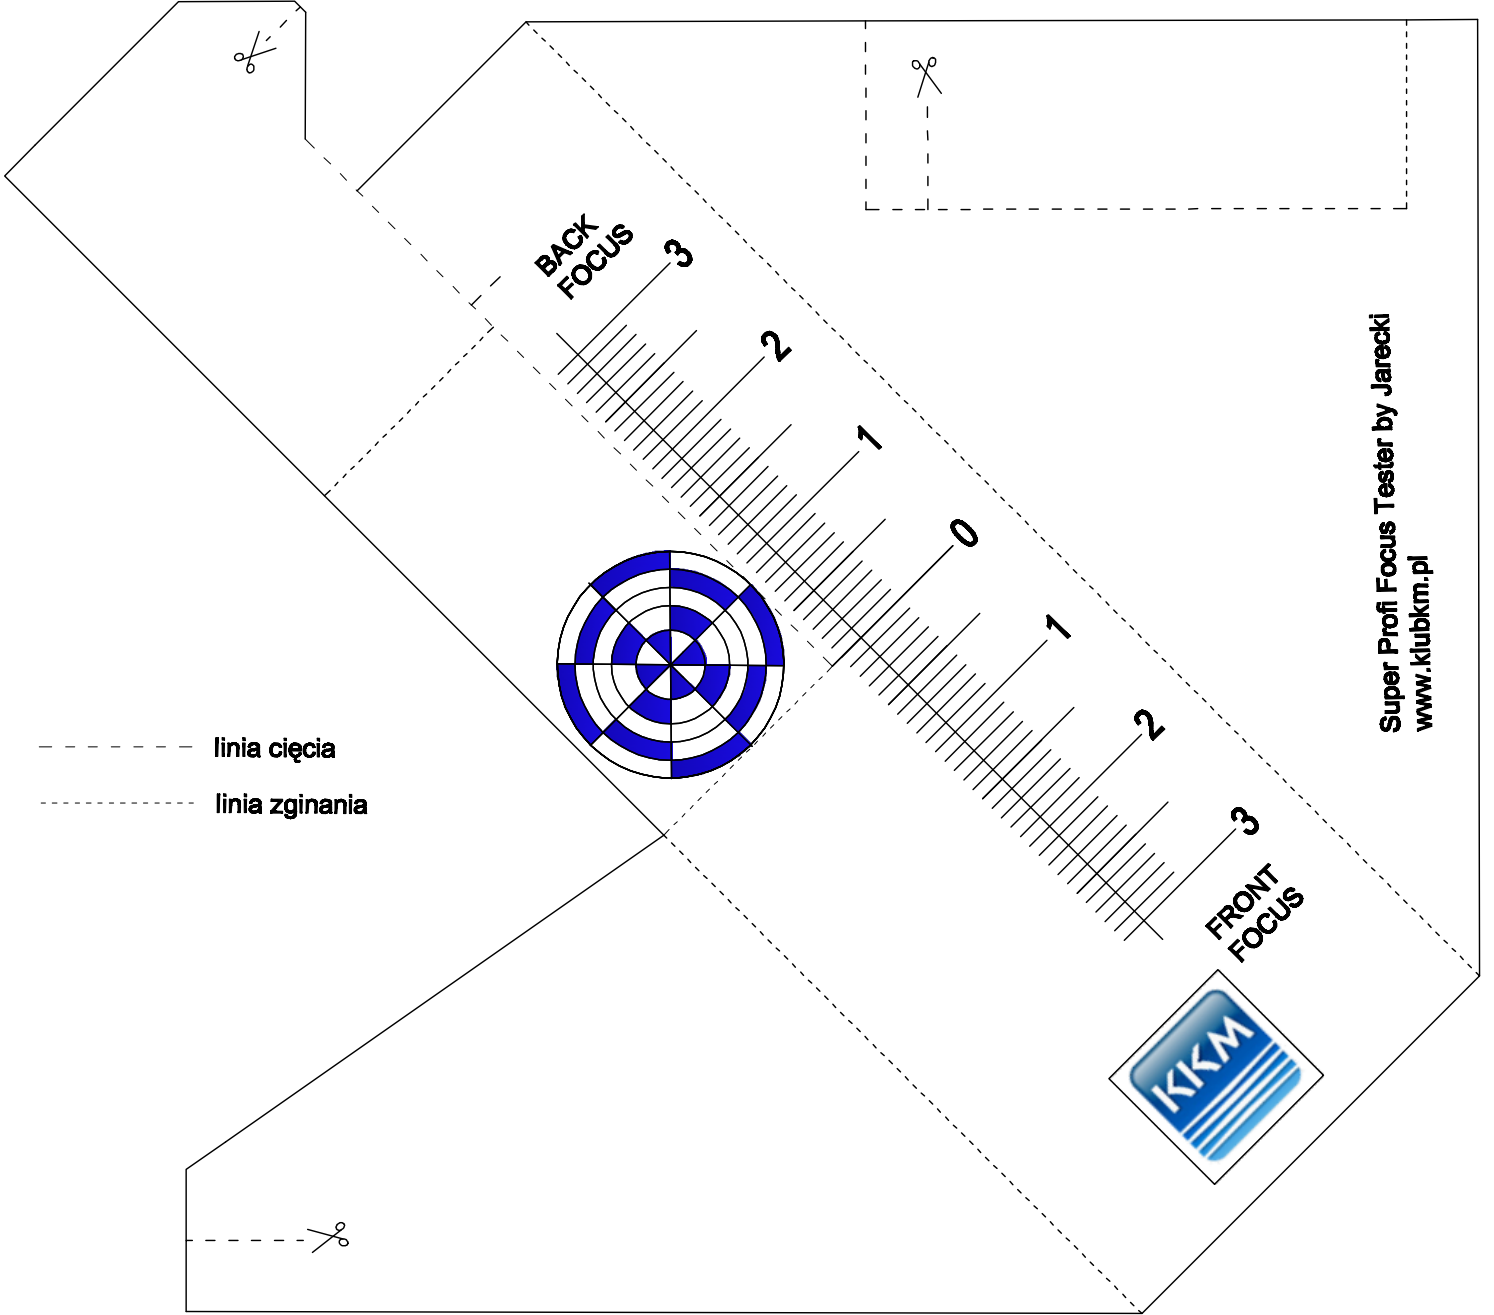 BACK
FOCUS
3
2
1
0
1
2
3
FRONT
FOCUS
KKM
Super Profi Focus Tester by Jarecki
www.klubkm.pl
linia cięcia
linia zginania